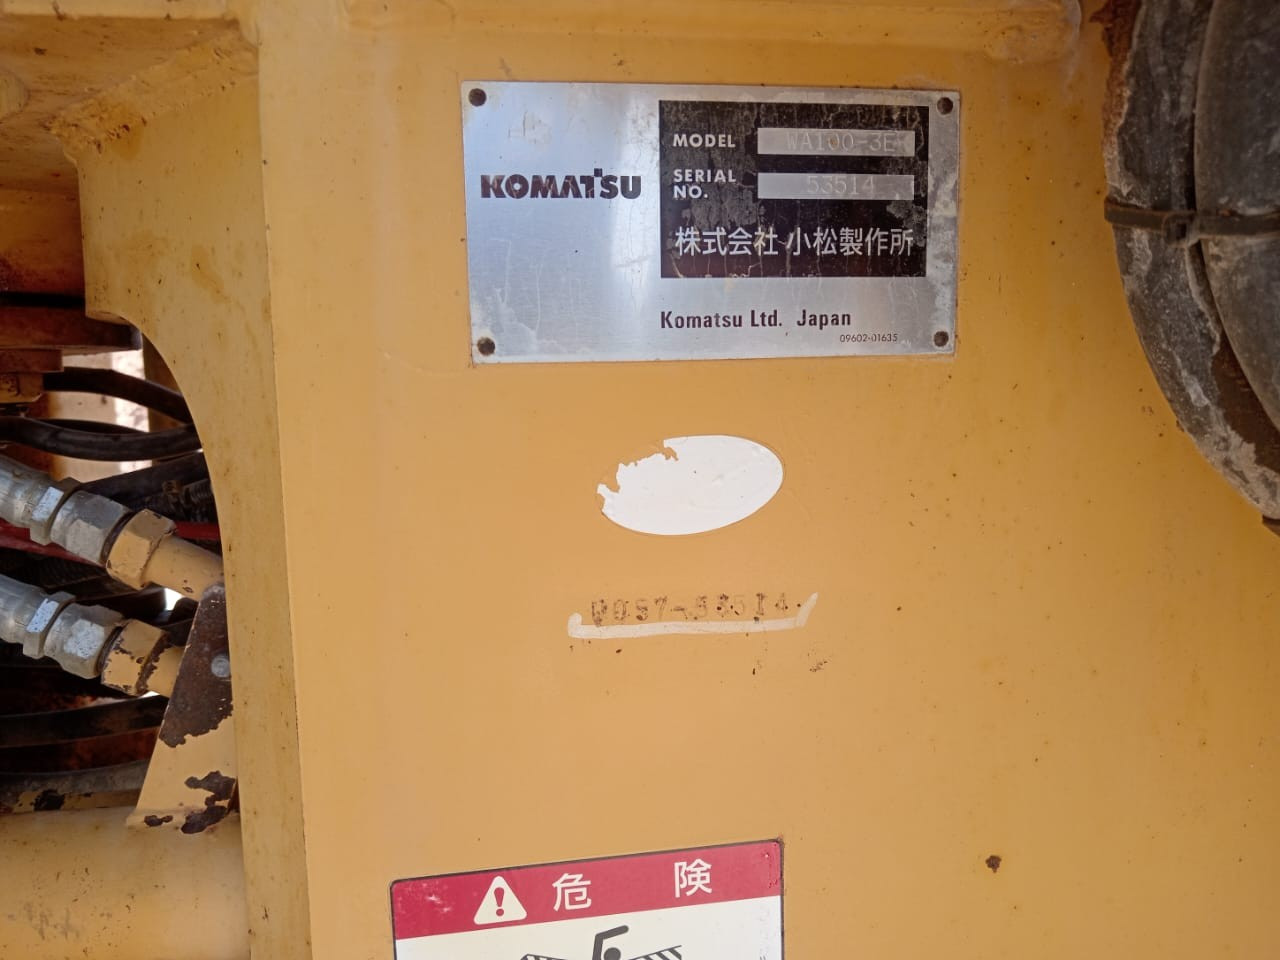 KOMATSU
MODEL WA100-3E
SERIAL NO. 53514
株式会社 小松製作所
Komatsu Ltd. Japan
09602-01635
危険